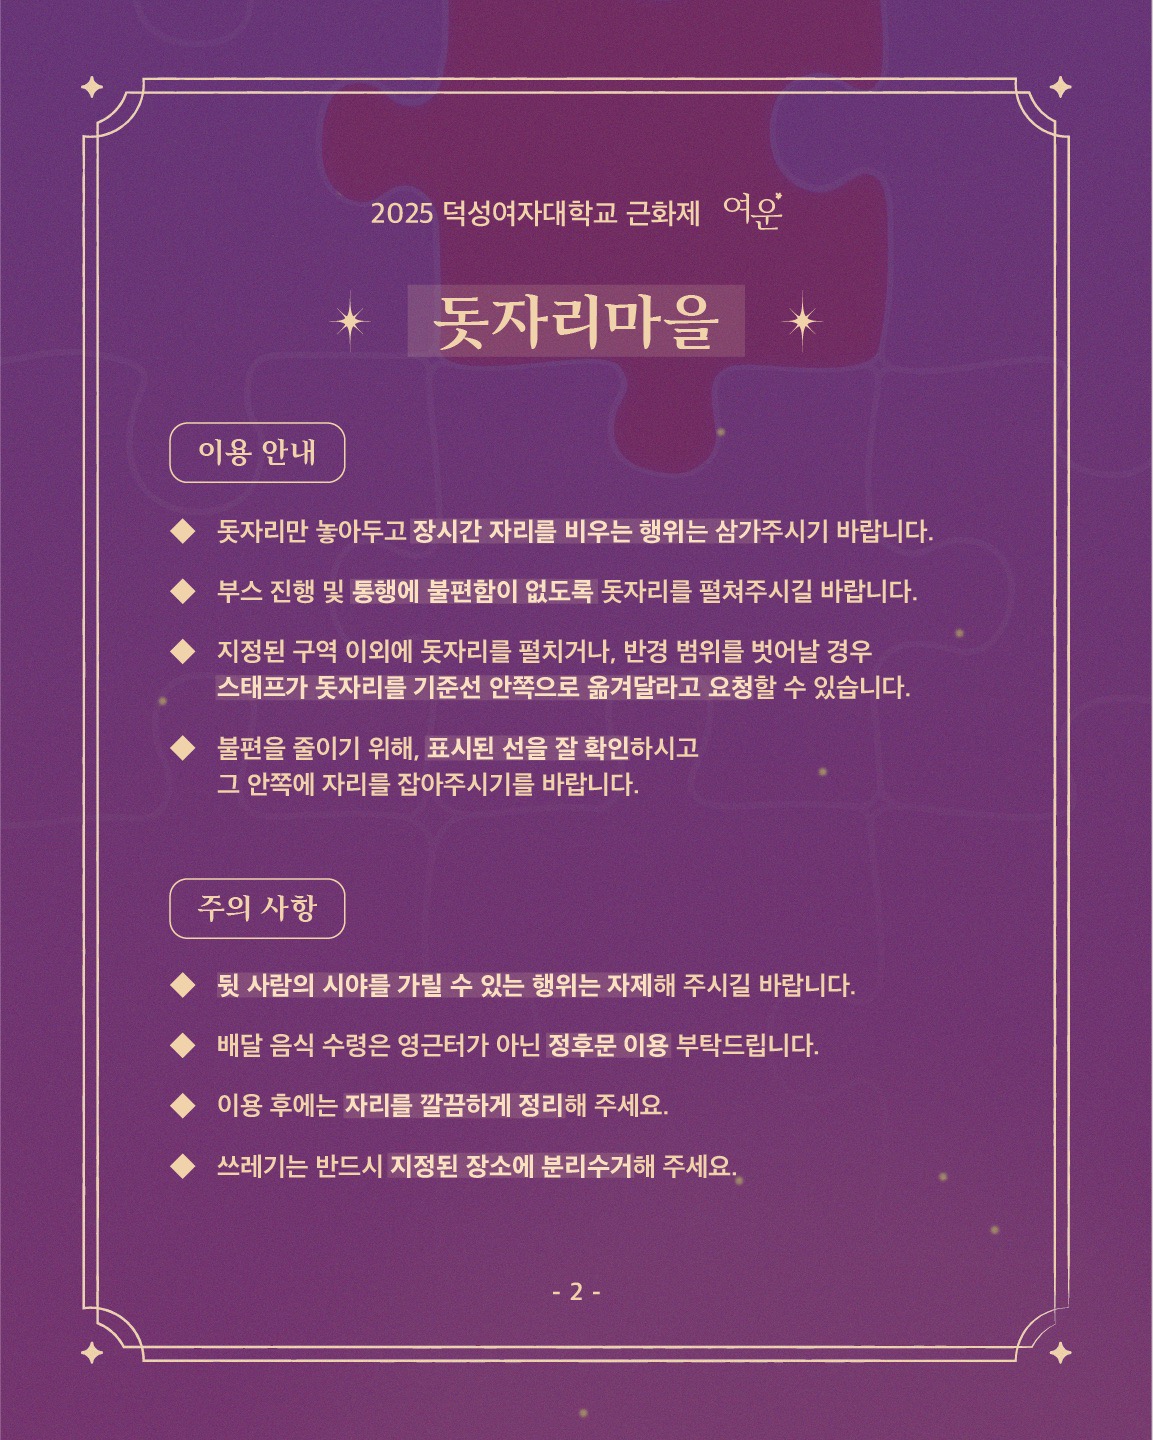 2025 덕성여자대학교 근화제 여운
돗자리마을
이용 안내
돗자리만 놓아두고 장시간 자리를 비우는 행위는 삼가주시기 바랍니다.
부스 진행 및 통행에 불편함이 없도록 돗자리를 펼쳐주시길 바랍니다.
지정된 구역 이외에 돗자리를 펼치거나, 반경 범위를 벗어날 경우
스태프가 돗자리를 기준선 안쪽으로 옮겨달라고 요청할 수 있습니다.
불편을 줄이기 위해, 표시된 선을 잘 확인하시고
그 안쪽에 자리를 잡아주시기를 바랍니다.
주의 사항
뒷 사람의 시야를 가릴 수 있는 행위는 자제해 주시길 바랍니다.
배달 음식 수령은 영근터가 아닌 정후문 이용 부탁드립니다.
이용 후에는 자리를 깔끔하게 정리해 주세요.
쓰레기는 반드시 지정된 장소에 분리수거해 주세요.
- 2 -